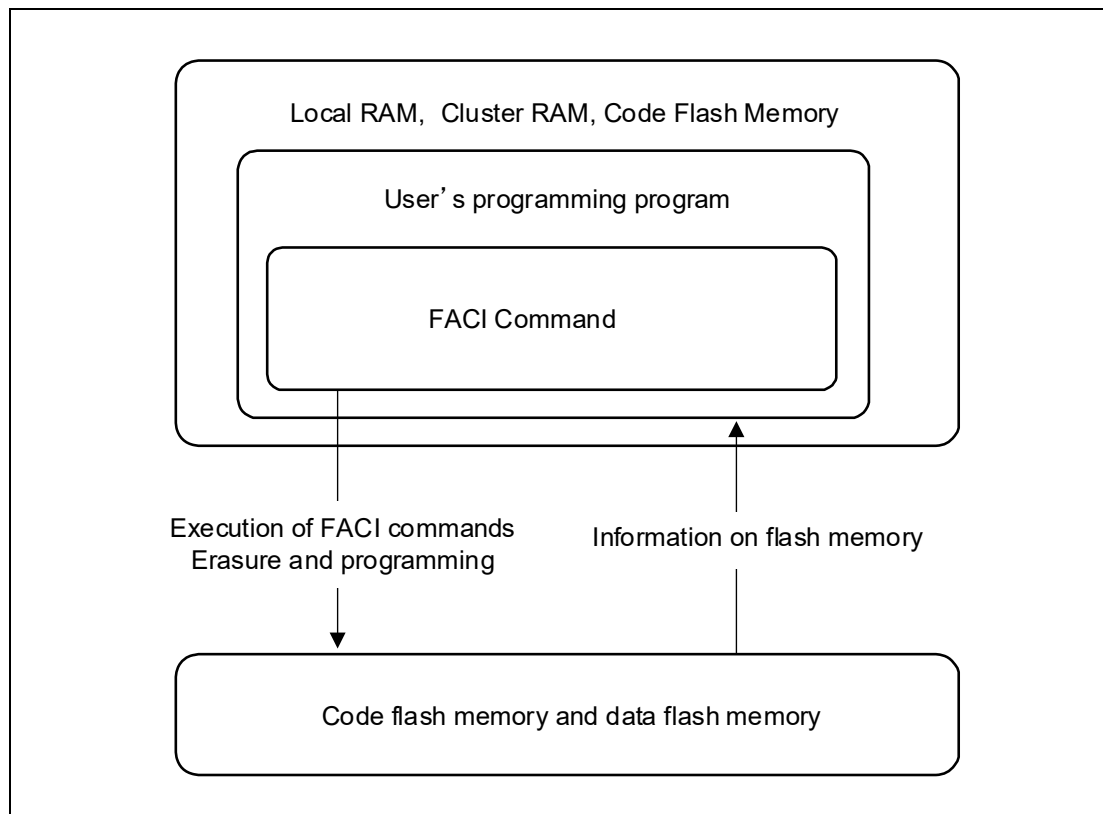 Local RAM, Cluster RAM, Code Flash Memory
User’s programming program
FACI Command
Execution of FACI commands
Erasure and programming
Information on flash memory
Code flash memory and data flash memory